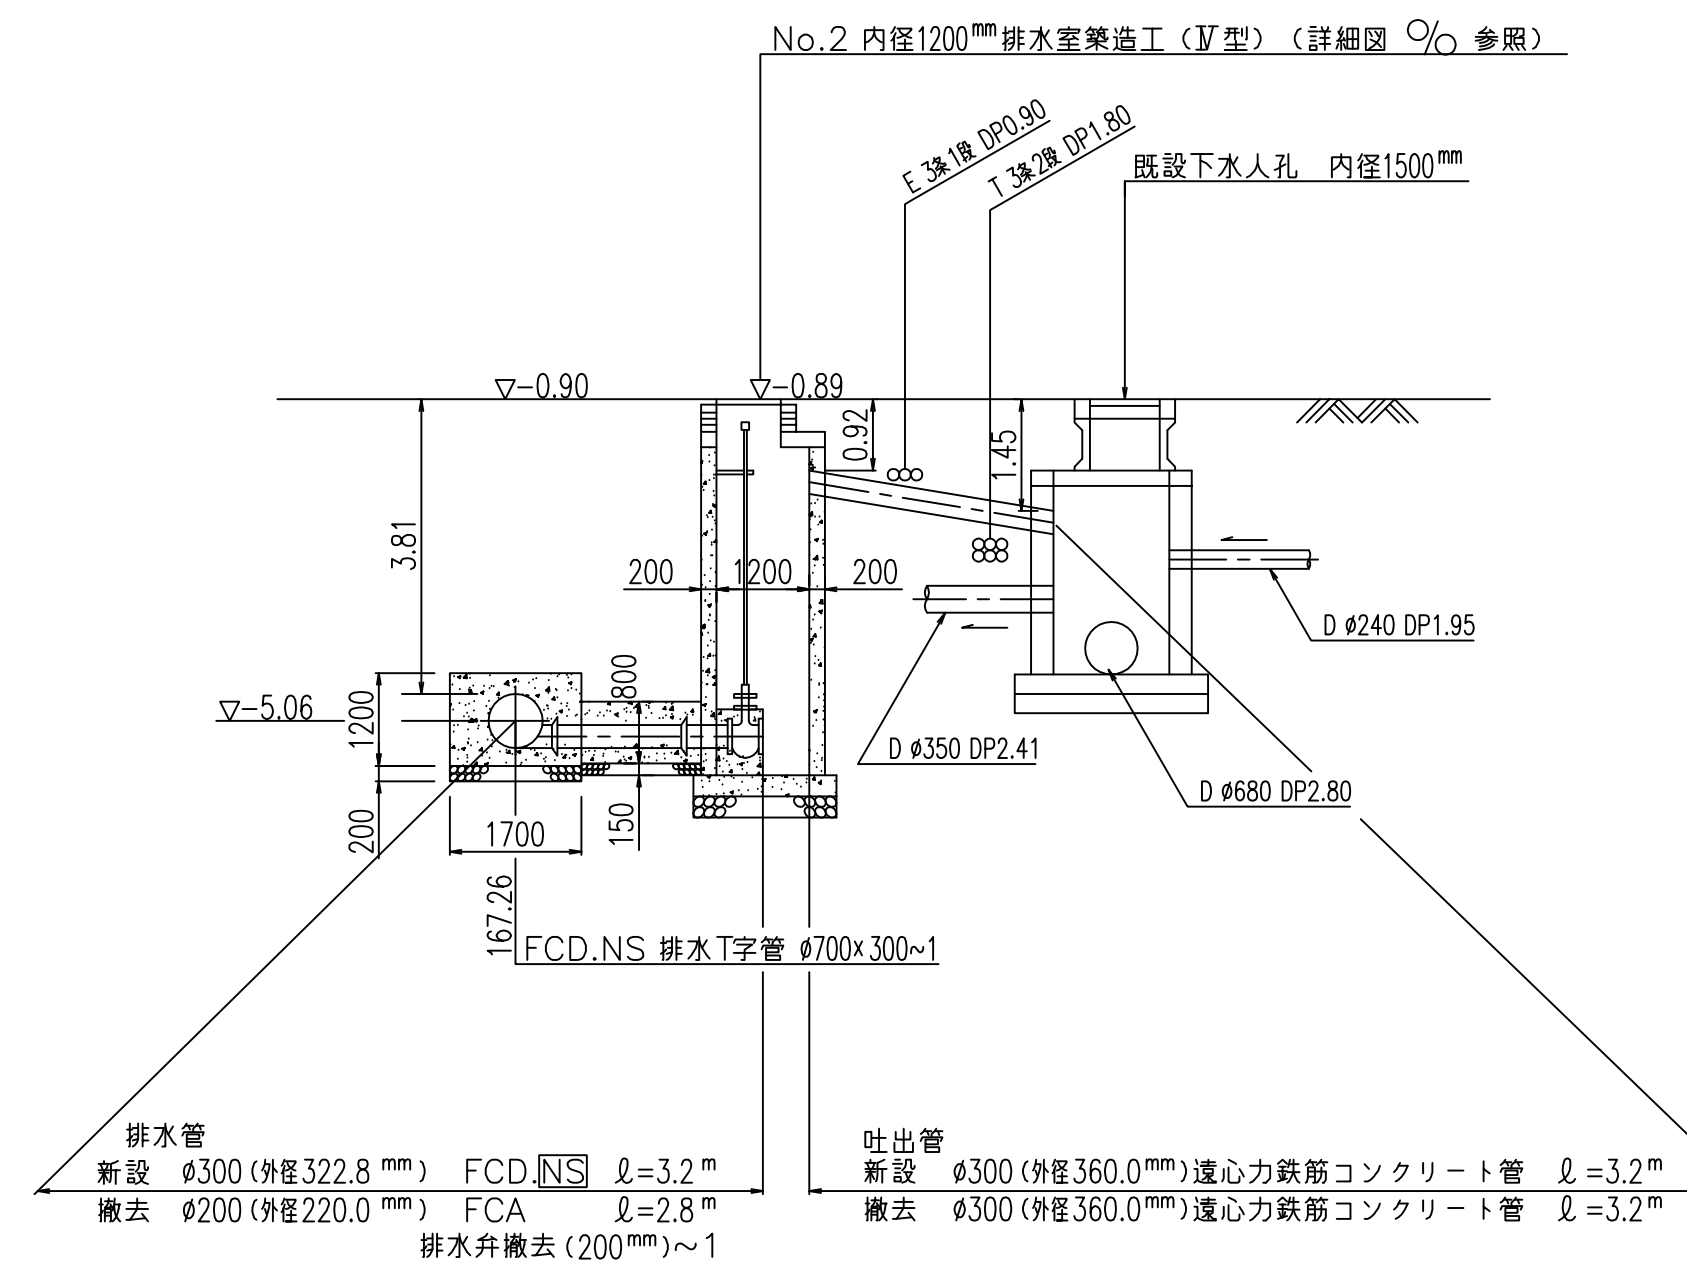 No.2 内径1200mm排水室築造工（Ⅳ型）（詳細図 ○/○ 参照）
E 3条1段 DP0.90
T 3条2段 DP1.80
既設下水人孔　内径1500mm
▽-0.90
▽-0.89
0.92
1.45
3.81
200
1200
200
D φ240 DP1.95
800
▽-5.06
1200
D φ350 DP2.41
D φ680 DP2.80
200
1700
150
167.26
FCD.NS 排水T字管 φ700×300~1
排水管
新設　φ300(外径322.8 mm)　FCD.NS　ℓ=3.2m
撤去　φ200(外径220.0 mm)　FCA　ℓ=2.8m
排水弁撤去(200mm)～1
吐出管
新設　φ300(外径360.0mm)遠心力鉄筋コンクリート管　ℓ=3.2m
撤去　φ300(外径360.0mm)遠心力鉄筋コンクリート管　ℓ=3.2m